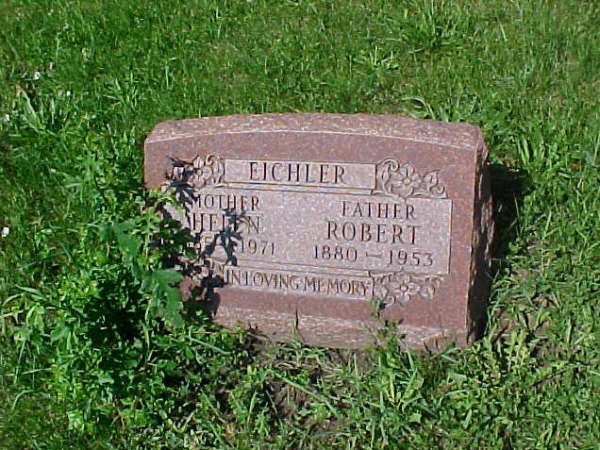 EICHLER
MOTHER FATHER
HELEN ROBERT
1971 1880 – 1953
IN LOVING MEMORY